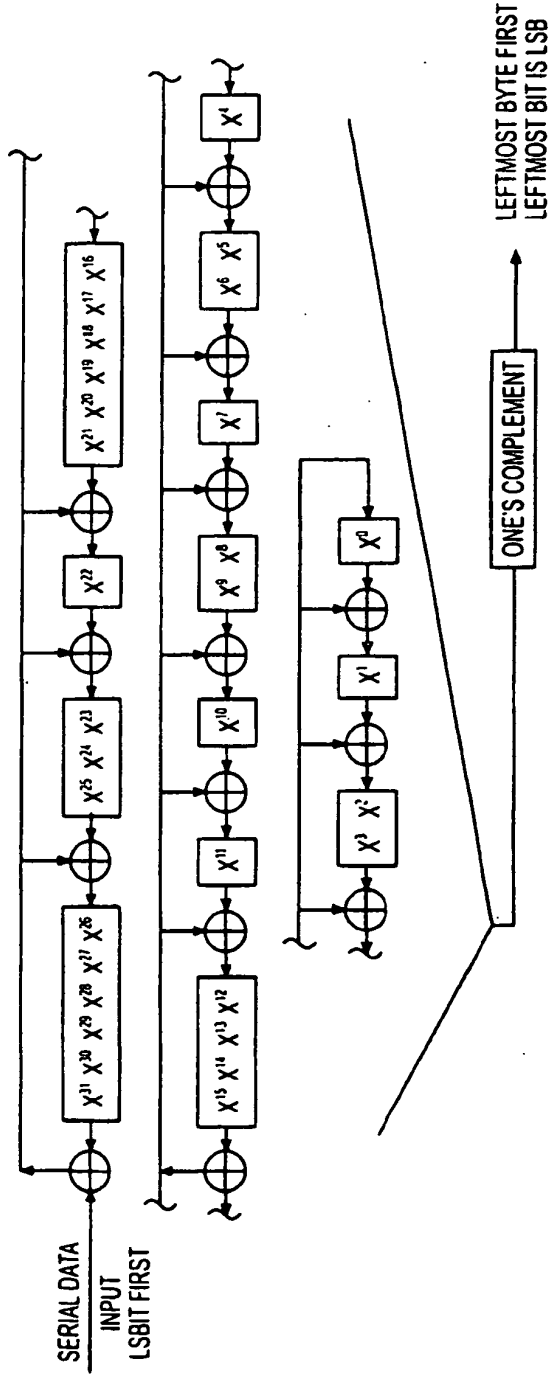 SERIAL DATA
INPUT
LSBIT FIRST
X³¹ X³⁰ X²⁹ X²⁸ X²⁷ X²⁶
X²⁵ X²⁴ X²³
X²²
X²¹ X²⁰ X¹⁹ X¹⁸ X¹⁷ X¹⁶
X¹⁵ X¹⁴ X¹³ X¹²
X¹¹
X¹⁰
X⁹ X⁸
X⁷
X⁶ X⁵
X⁴
X³ X²
X¹
X⁰
ONE'S COMPLEMENT
LEFTMOST BYTE FIRST
LEFTMOST BIT IS LSB